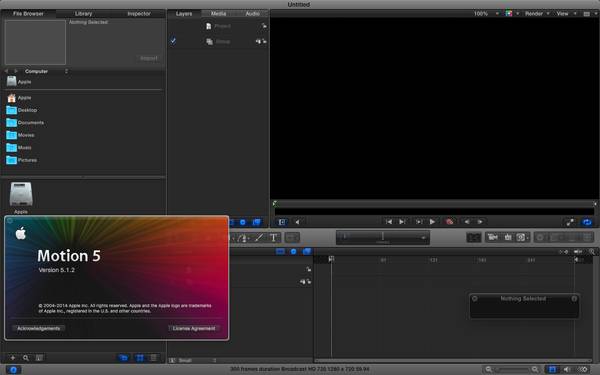 Untitled
File Browser Library Inspector
Layers Media Audio
100% Render View
Nothing Selected
Project
Import
Group
Computer
Apple
Apple
Desktop
Documents
Movies
Music
Pictures
Apple
Motion 5
Version 5.1.2
© 2004-2014 Apple Inc. All rights reserved. Apple and the Apple logo are trademarks
of Apple Inc., registered in the U.S. and other countries.
Acknowledgements License Agreement
61 121 181 241
Nothing Selected
Small
300 frames duration Broadcast HD 720 1280 x 720 59.94